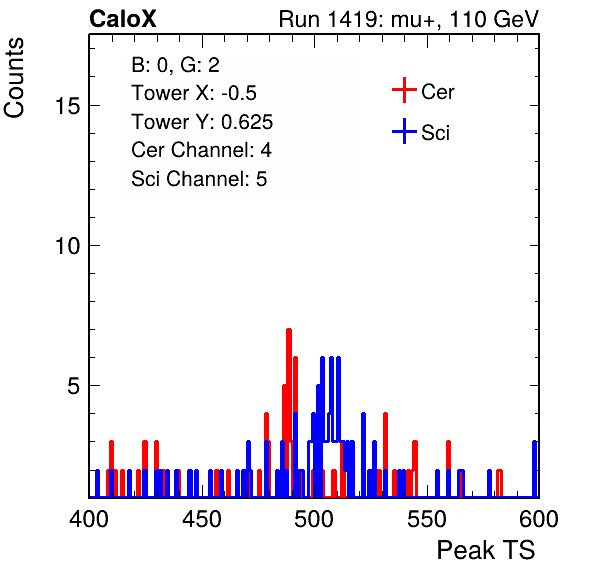 CaloX Run 1419: mu+, 110 GeV
Counts
B: 0, G: 2
Tower X: -0.5
Tower Y: 0.625
Cer Channel: 4
Sci Channel: 5
Cer
Sci
15
10
5
400 450 500 550 600
Peak TS